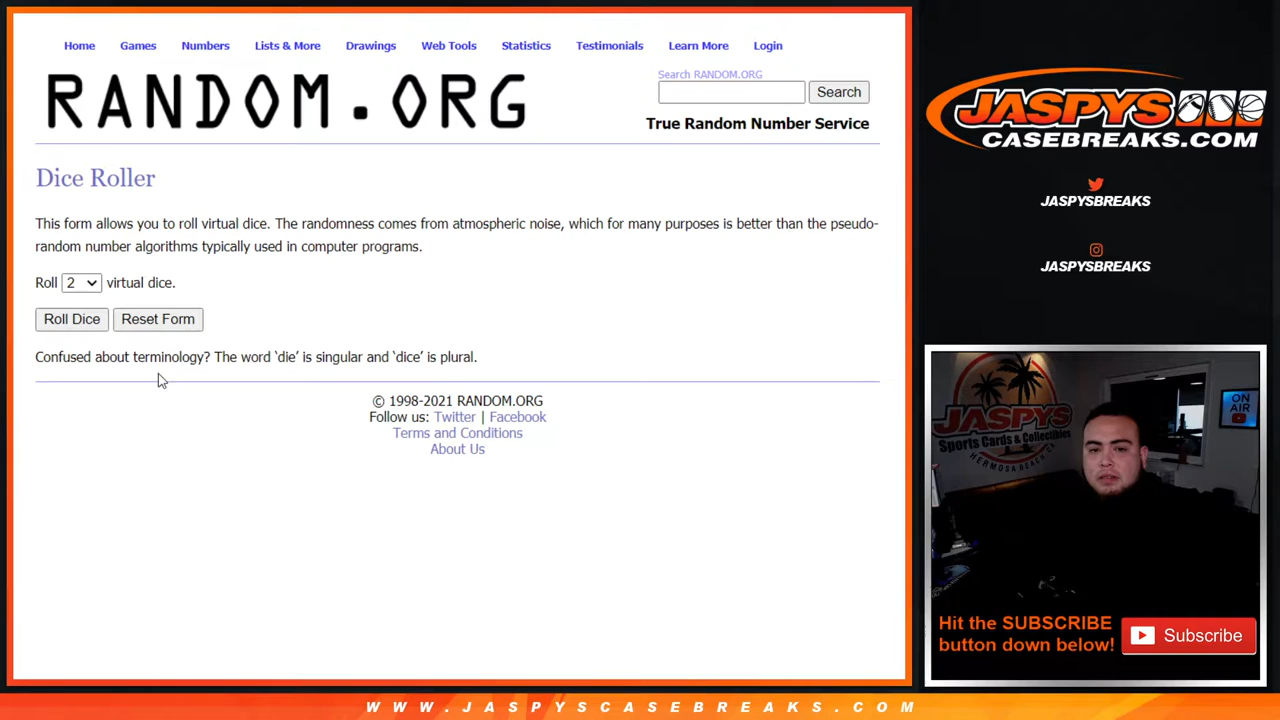 Home Games Numbers Lists & More Drawings Web Tools Statistics Testimonials Learn More Login
RANDOM.ORG
Search RANDOM.ORG
Search
True Random Number Service
Dice Roller
This form allows you to roll virtual dice. The randomness comes from atmospheric noise, which for many purposes is better than the pseudo-
random number algorithms typically used in computer programs.
Roll 2 virtual dice.
Roll Dice Reset Form
Confused about terminology? The word ‘die’ is singular and ‘dice’ is plural.
© 1998-2021 RANDOM.ORG
Follow us: Twitter | Facebook
Terms and Conditions
About Us
JASPYS
CASEBREAKS.COM
JASPYSBREAKS
JASPYSBREAKS
JASPYS
Sports Cards & Collectibles
HERMOSA BEACH CA
ON
AIR
Hit the SUBSCRIBE
button down below!
Subscribe
WWW.JASPYSCASEBREAKS.COM